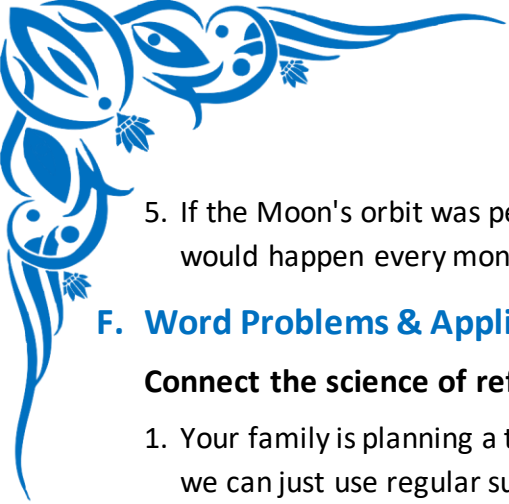 5. If the Moon's orbit was pe
would happen every mon
F. Word Problems & Appli
Connect the science of ref
1. Your family is planning a t
we can just use regular su